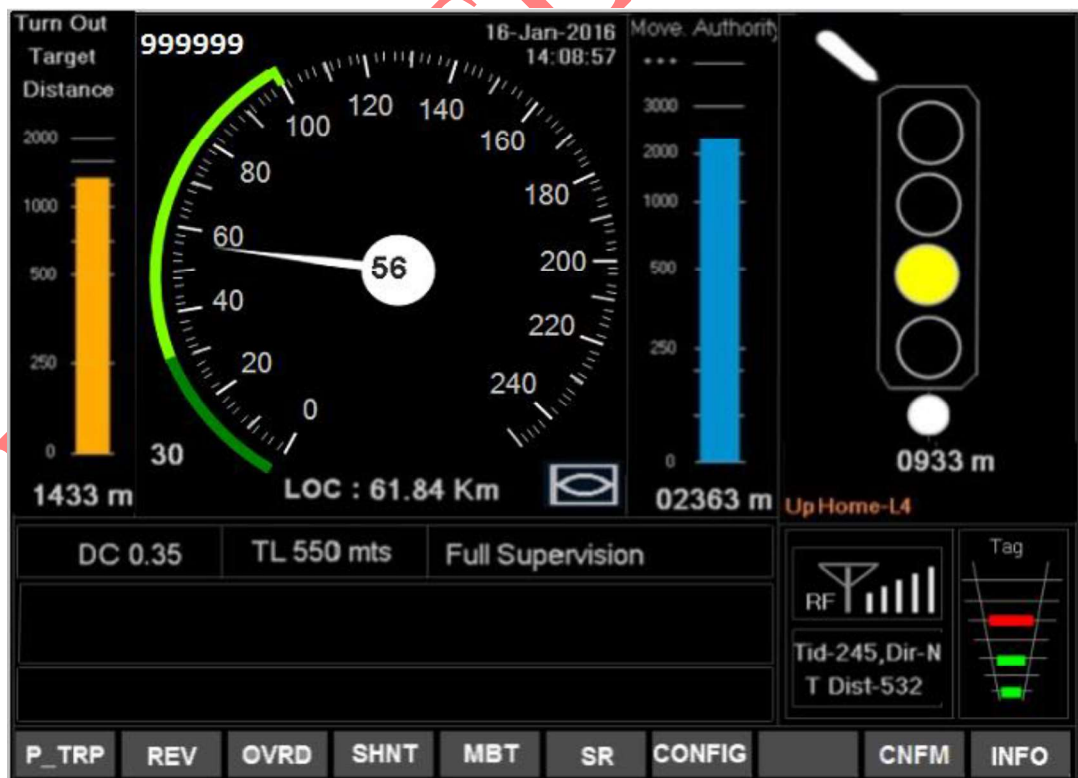 Turn Out
Target
Distance
2000
1000
500
250
0
1433 m
999999
16-Jan-2016
14:08:57
0
20
40
60
80
100
120
140
160
180
200
220
240
56
30
LOC : 61.84 Km
Move. Authority
3000
2000
1000
500
250
0
02363 m
0933 m
Up Home-L4
DC 0.35
TL 550 mts
Full Supervision
RF
Tid-245,Dir-N
T Dist-532
Tag
P_TRP
REV
OVRD
SHNT
MBT
SR
CONFIG
CNFM
INFO